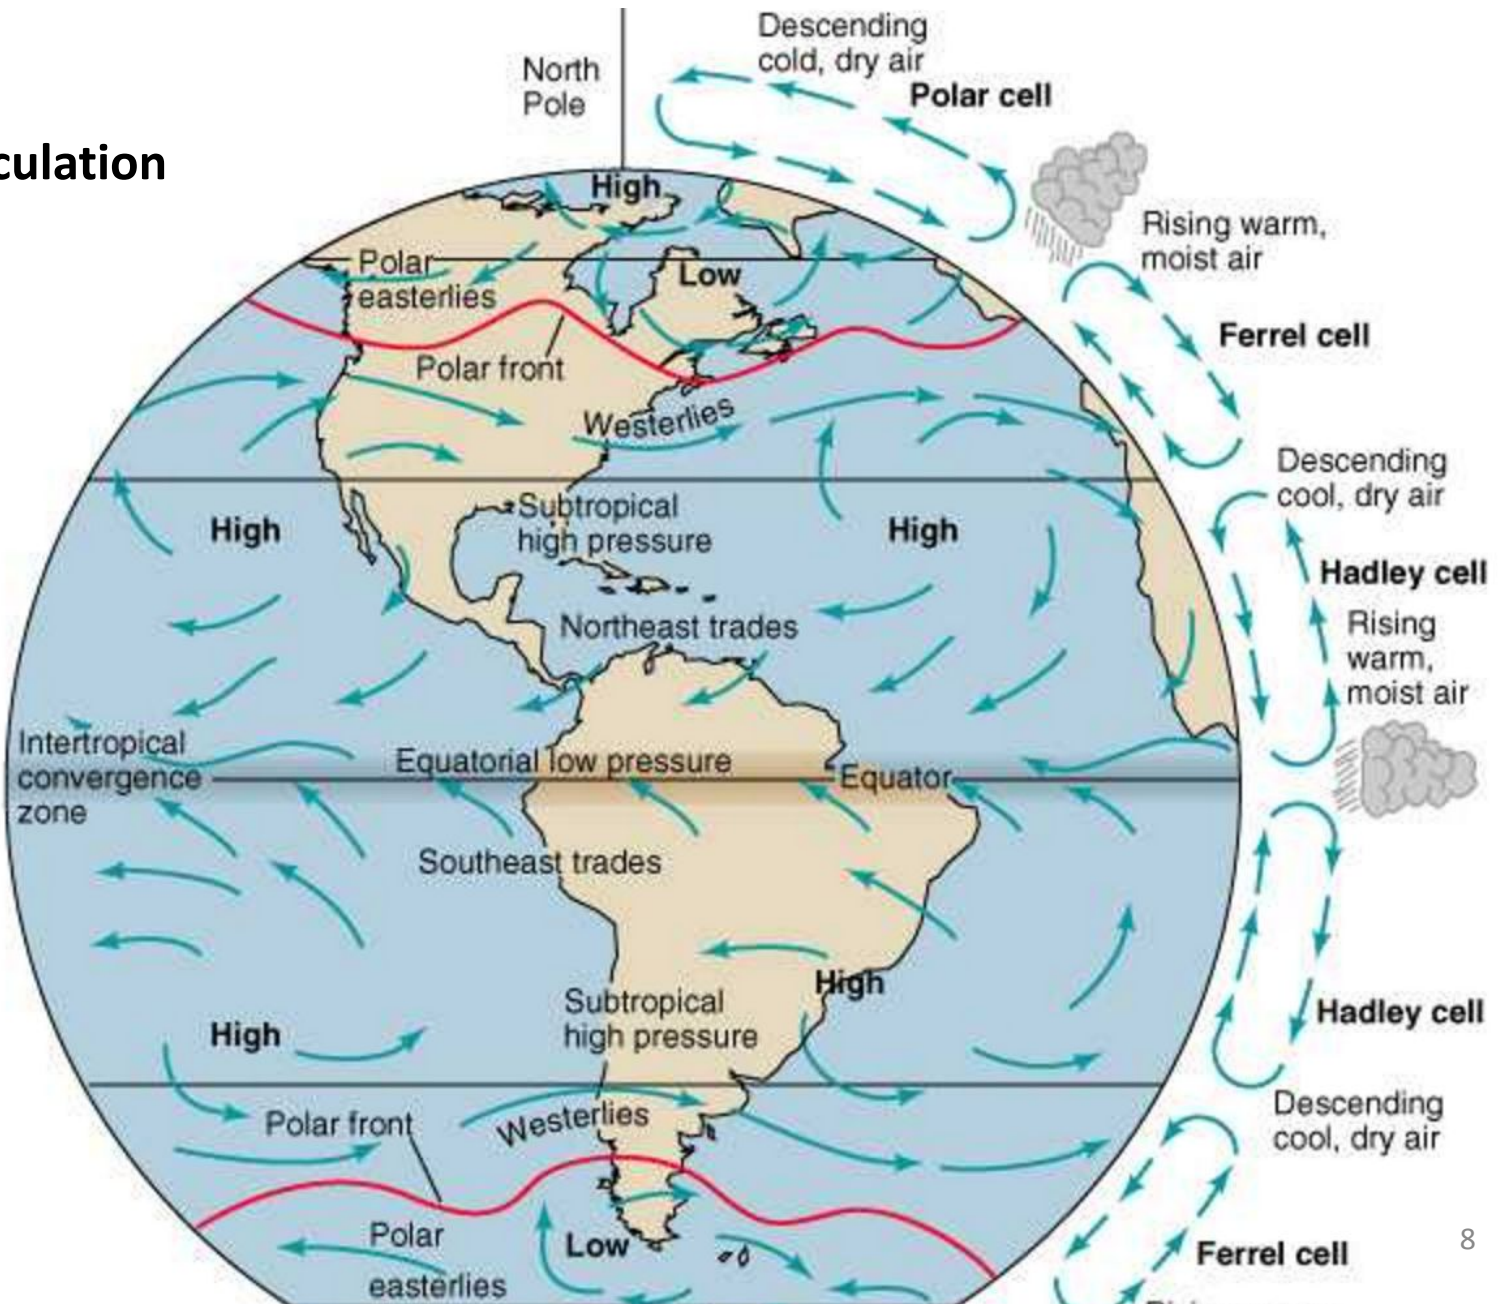 Descending
cold, dry air
North
Pole
Polar cell
culation
High
Rising warm,
moist air
Polar
easterlies
Low
Ferrel cell
Polar front
Westerlies
Descending
cool, dry air
Subtropical
high pressure
High
High
Hadley cell
Northeast trades
Rising
warm,
moist air
Intertropical
convergence
zone
Equatorial low pressure
Equator
Southeast trades
High
Subtropical
high pressure
High
Hadley cell
Descending
cool, dry air
Polar front
Westerlies
Polar
easterlies
Low
Ferrel cell
8